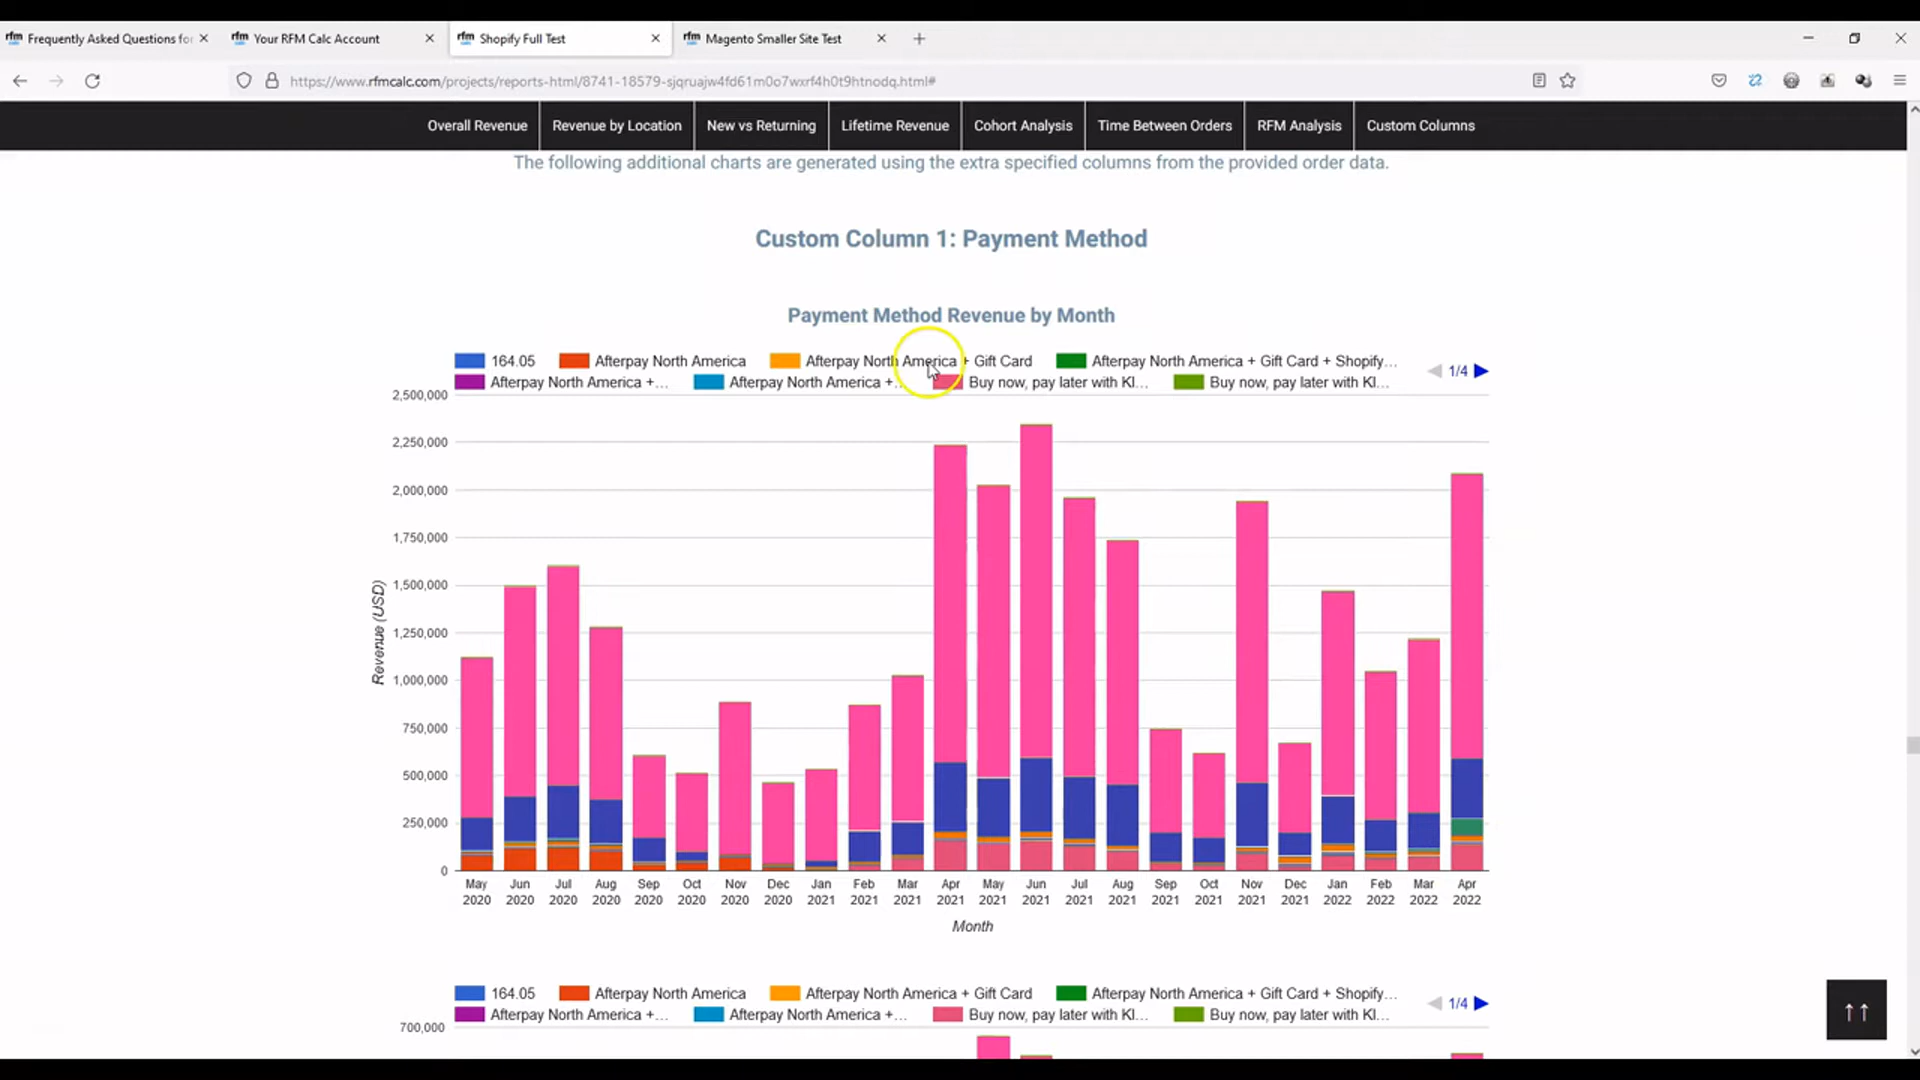 rfm Frequently Asked Questions for
rfm Your RFM Calc Account
rfm Shopify Full Test
rfm Magento Smaller Site Test
https://www.rfmcalc.com/projects/reports-html/8741-18579-sjqruajw4fd61m0o7wxrf4h0t9htnodq.html#
Overall Revenue
Revenue by Location
New vs Returning
Lifetime Revenue
Cohort Analysis
Time Between Orders
RFM Analysis
Custom Columns
The following additional charts are generated using the extra specified columns from the provided order data.
Custom Column 1: Payment Method
Payment Method Revenue by Month
164.05 Afterpay North America Afterpay North America + Gift Card Afterpay North America + Gift Card + Shopify...
Afterpay North America +... Afterpay North America +... Buy now, pay later with Kl... Buy now, pay later with Kl...
1/4
2,500,000
2,250,000
2,000,000
1,750,000
1,500,000
1,250,000
1,000,000
750,000
500,000
250,000
0
Revenue (USD)
May Jun Jul Aug Sep Oct Nov Dec Jan Feb Mar Apr May Jun Jul Aug Sep Oct Nov Dec Jan Feb Mar Apr
2020 2020 2020 2020 2020 2020 2020 2020 2021 2021 2021 2021 2021 2021 2021 2021 2021 2021 2021 2021 2022 2022 2022 2022
Month
164.05 Afterpay North America Afterpay North America + Gift Card Afterpay North America + Gift Card + Shopify...
Afterpay North America +... Afterpay North America +... Buy now, pay later with Kl... Buy now, pay later with Kl...
1/4
700,000